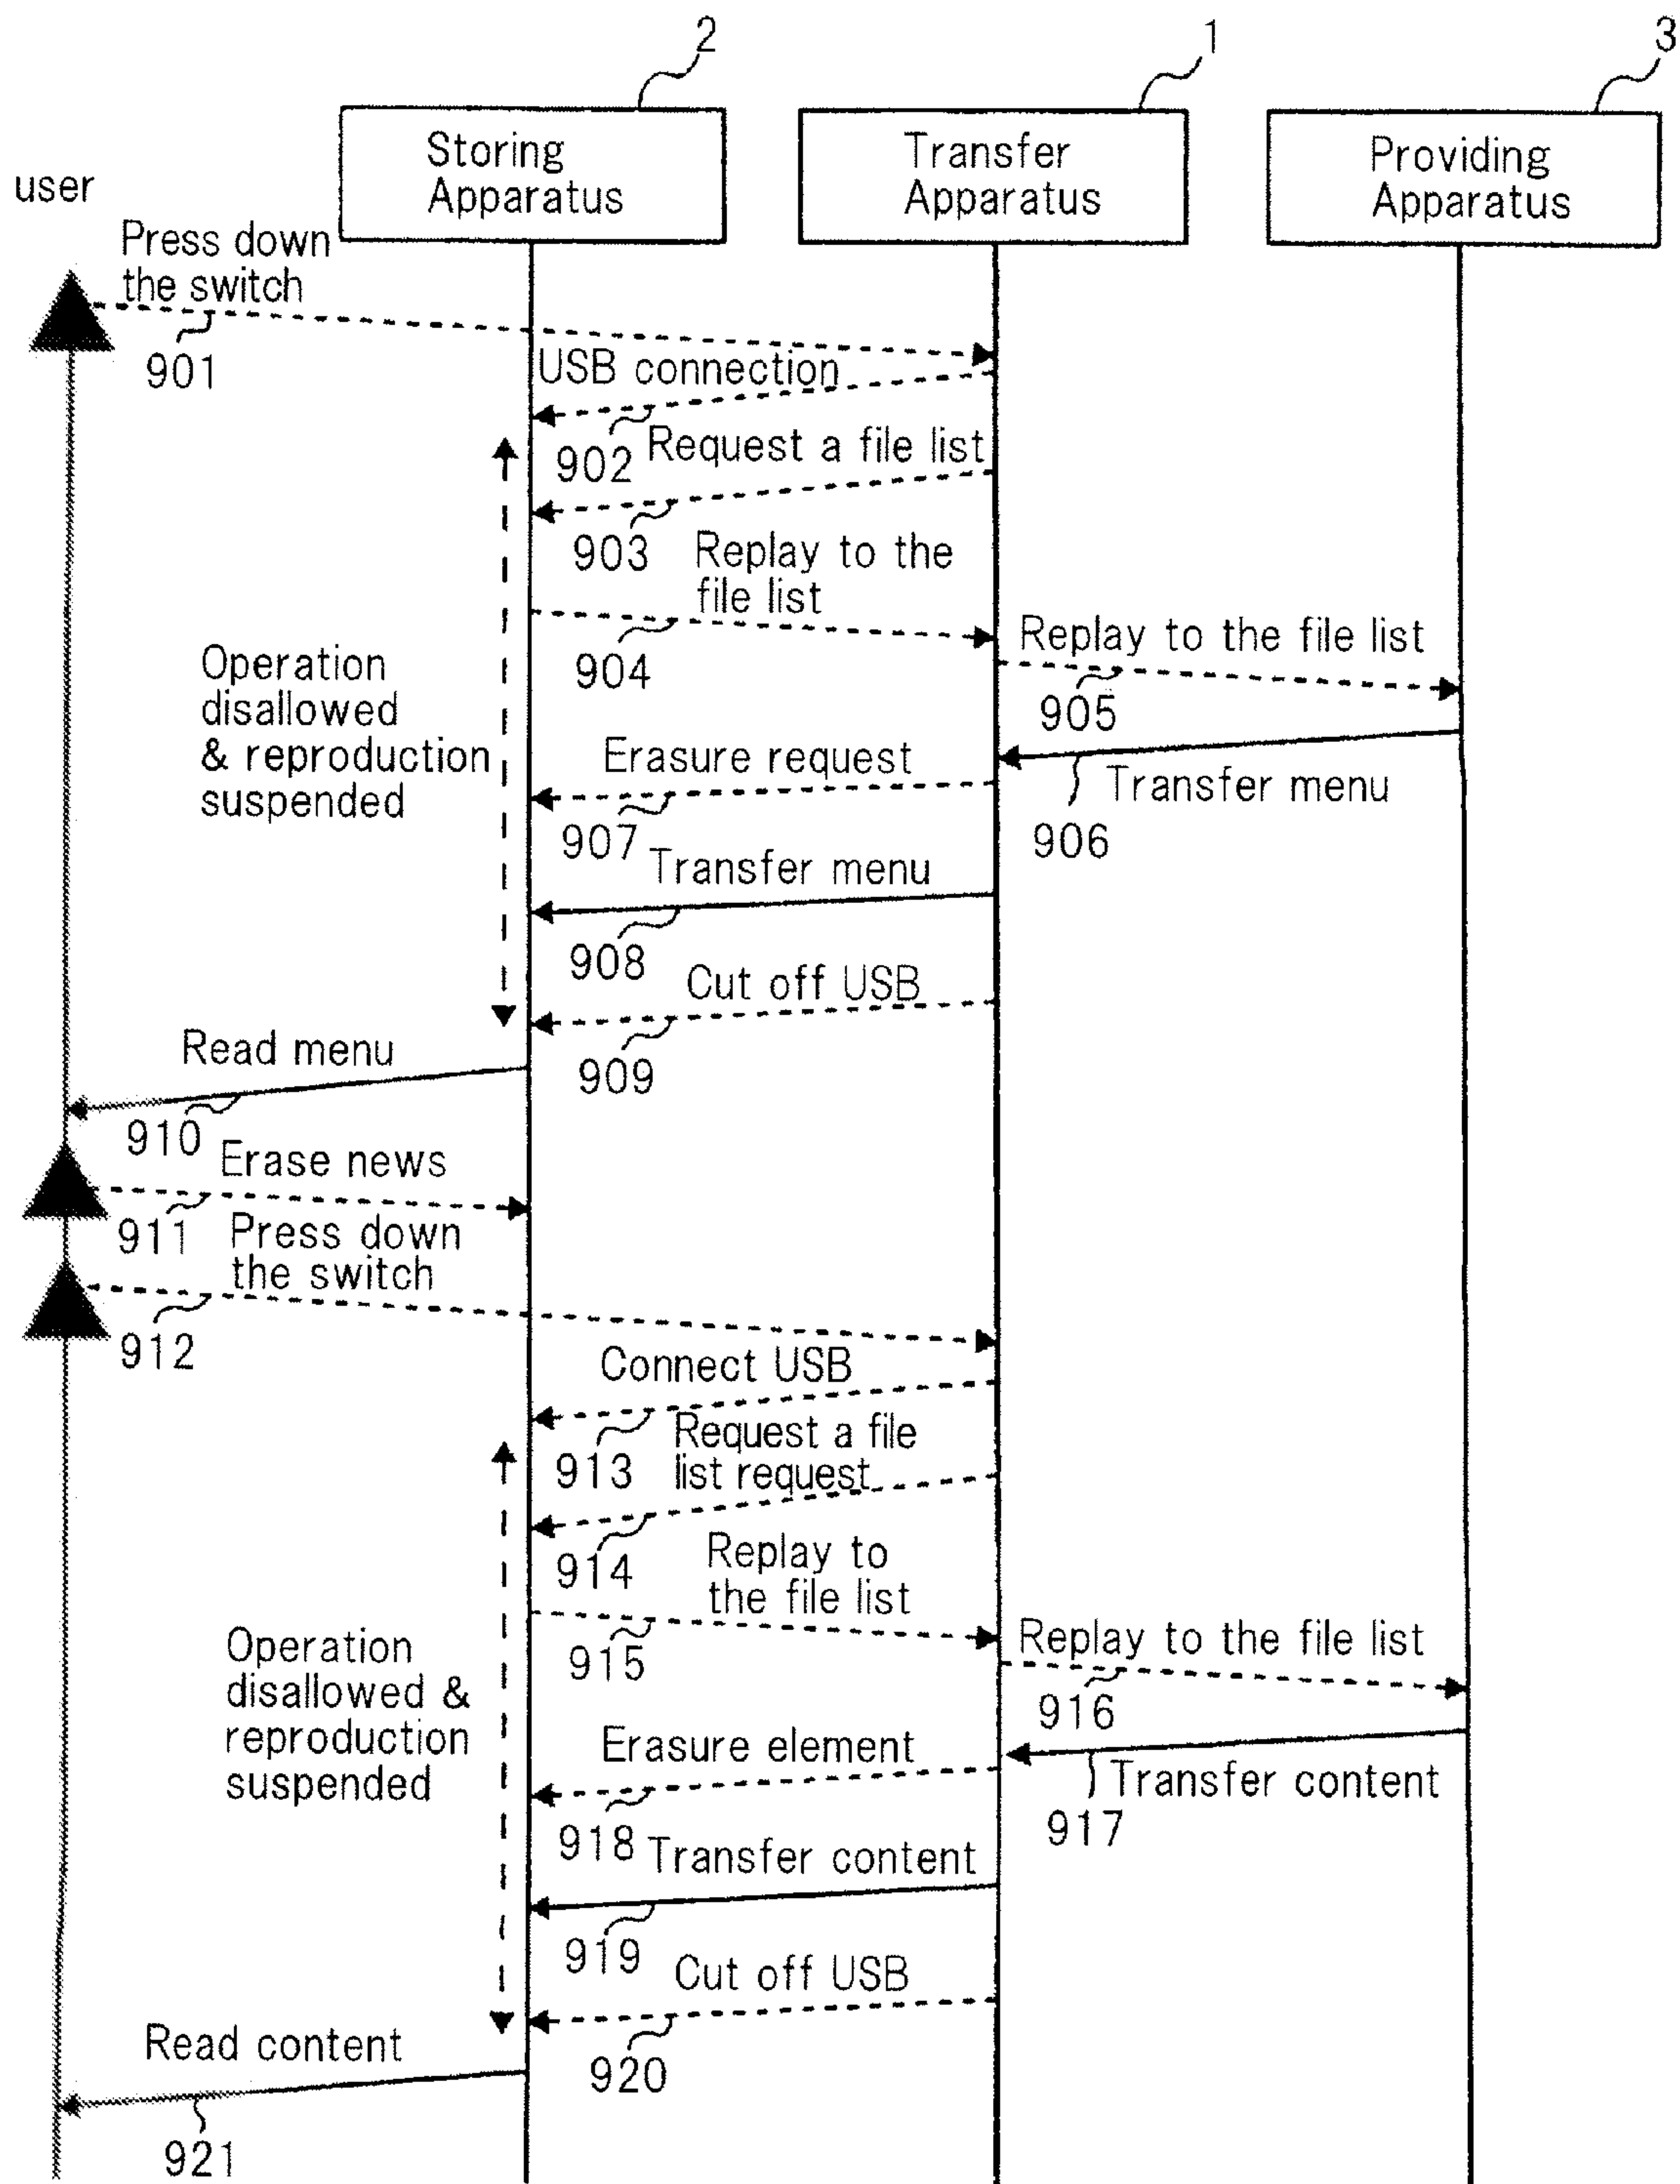 2
1
3
Storing
Apparatus
Transfer
Apparatus
Providing
Apparatus
user
Press down
the switch
901
USB connection
902
Request a file list
903
Replay to the
file list
904
Replay to the file list
905
Operation
disallowed
& reproduction
suspended
Erasure request
907
Transfer menu
906
Transfer menu
908
Cut off USB
909
Read menu
910
Erase news
911
Press down
the switch
912
Connect USB
913
Request a file
list request
914
Replay to
the file list
915
Replay to the file list
916
Operation
disallowed &
reproduction
suspended
Erasure element
918
Transfer content
917
Transfer content
919
Cut off USB
920
Read content
921